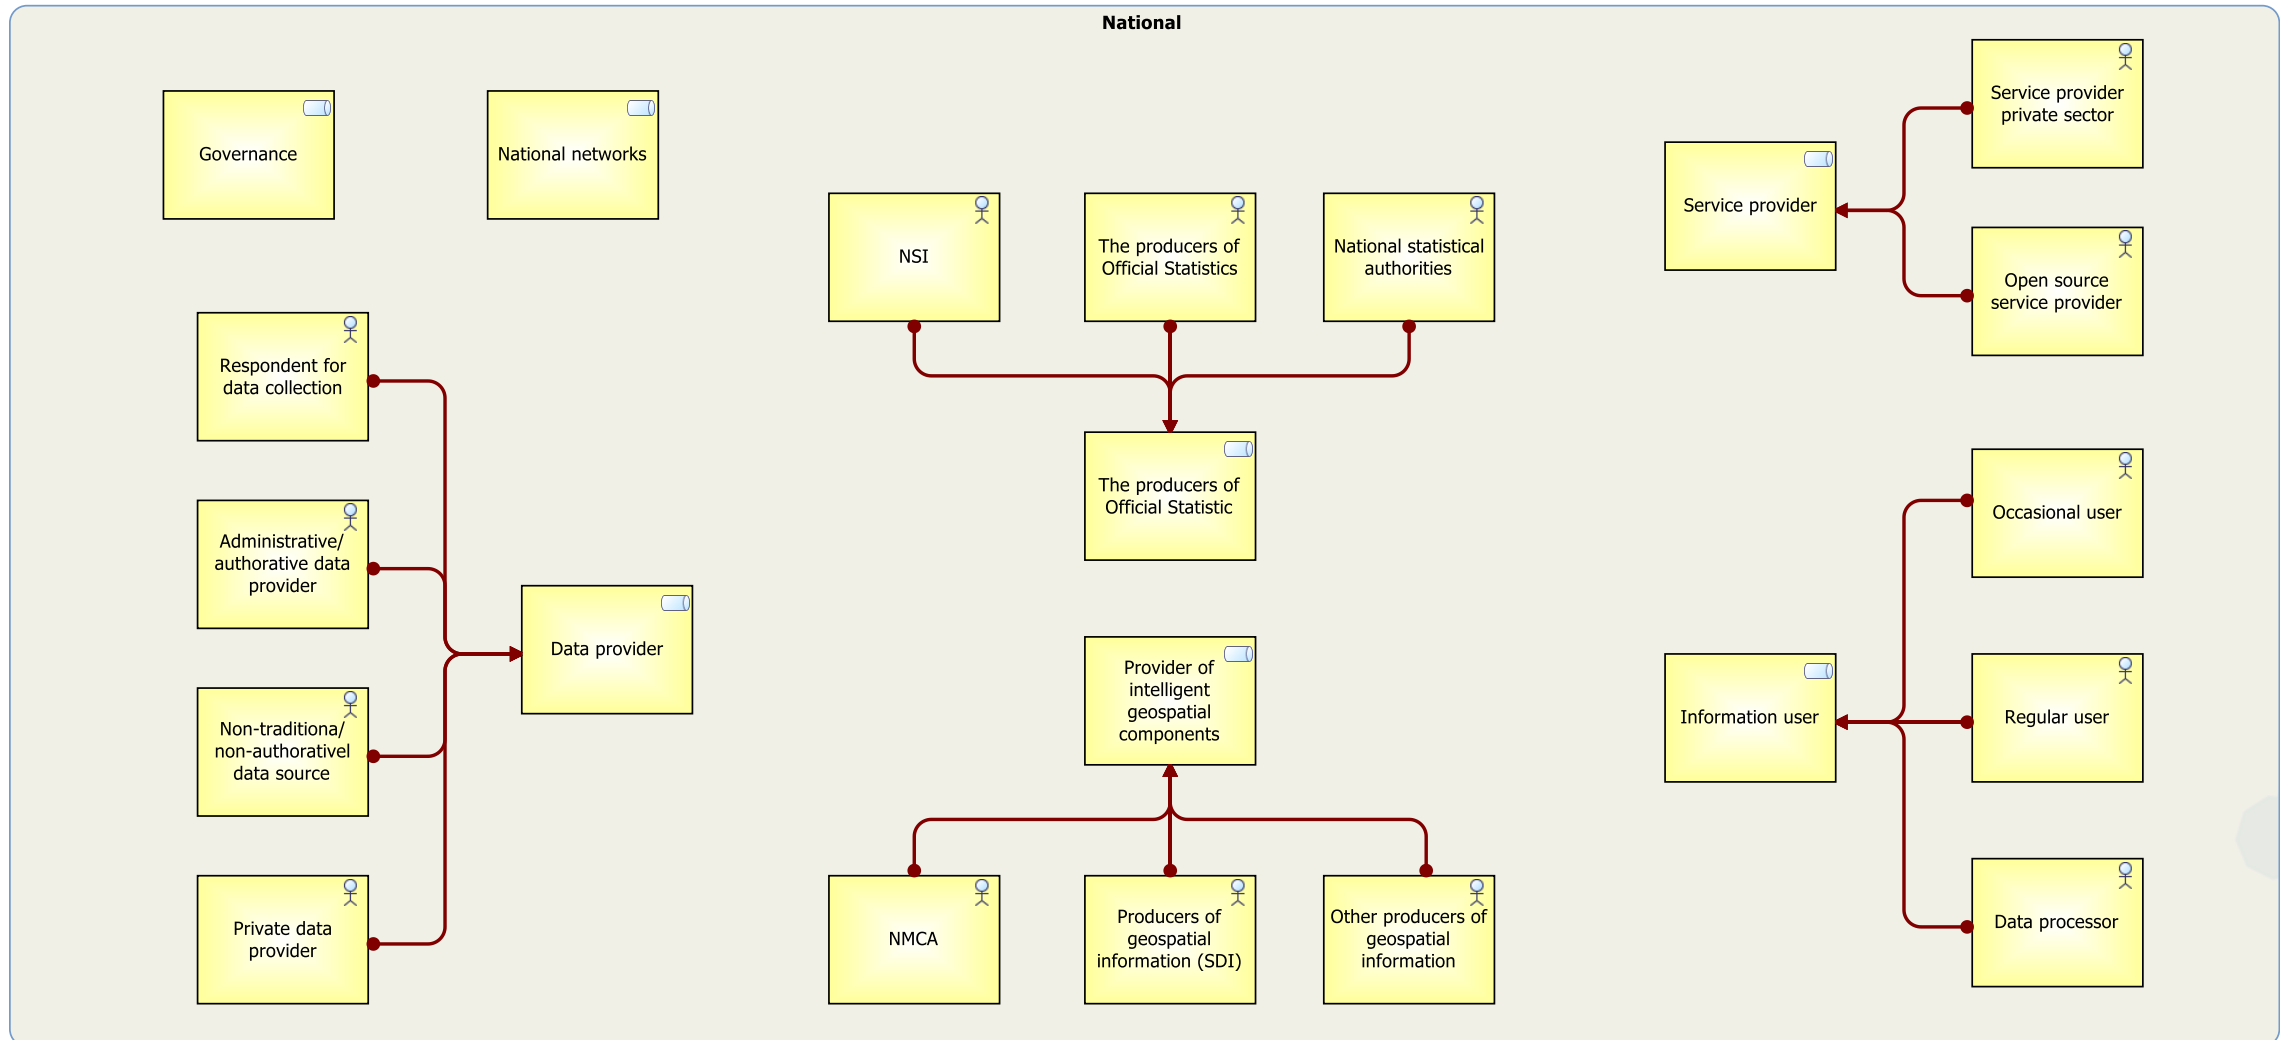 National
Governance
National networks
Service provider
private sector
Service provider
NSI
The producers of
Official Statistics
National statistical
authorities
Open source
service provider
Respondent for
data collection
The producers of
Official Statistic
Occasional user
Administrative/
authorative data
provider
Data provider
Provider of
intelligent
geospatial
components
Information user
Regular user
Non-traditiona/
non-authorativel
data source
Private data
provider
NMCA
Producers of
geospatial
information (SDI)
Other producers of
geospatial
information
Data processor